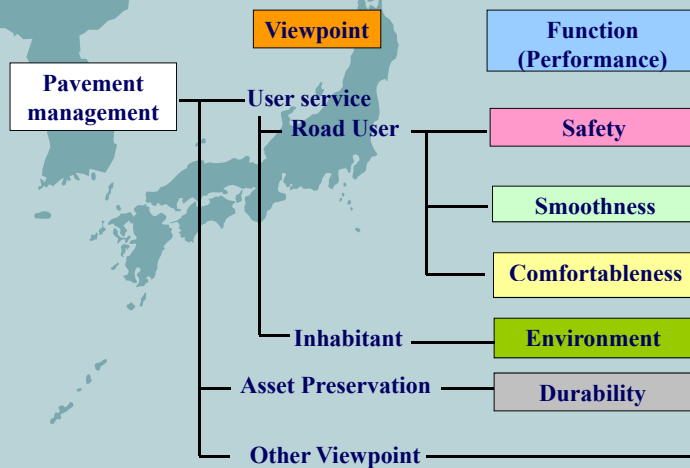 Viewpoint
Function
(Performance)
Pavement
management
User service
Road User
Safety
Smoothness
Comfortableness
Inhabitant
Environment
Asset Preservation
Durability
Other Viewpoint